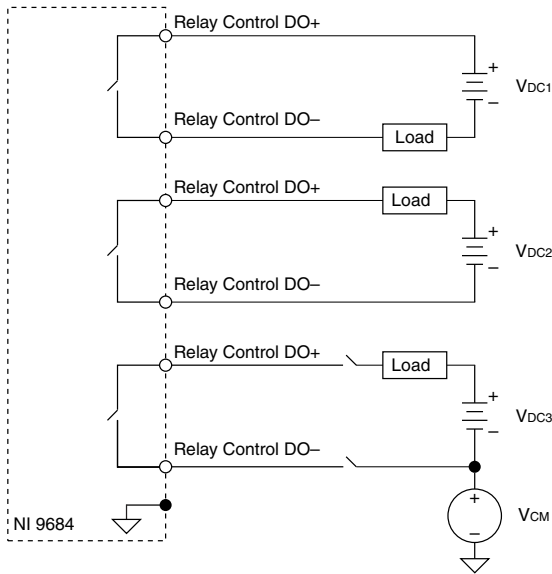 Relay Control DO+
+
–
VDC1
Relay Control DO–
Load
Relay Control DO+
Load
+
–
VDC2
Relay Control DO–
Relay Control DO+
Load
+
–
VDC3
Relay Control DO-
NI 9684
+
–
VCM